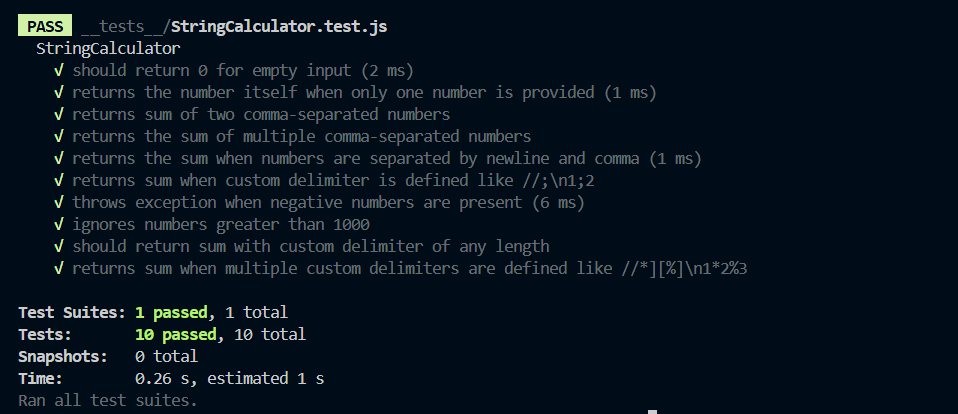 PASS __tests__/StringCalculator.test.js
StringCalculator
√ should return 0 for empty input (2 ms)
√ returns the number itself when only one number is provided (1 ms)
√ returns sum of two comma-separated numbers
√ returns the sum of multiple comma-separated numbers
√ returns the sum when numbers are separated by newline and comma (1 ms)
√ returns sum when custom delimiter is defined like //;\n1;2
√ throws exception when negative numbers are present (6 ms)
√ ignores numbers greater than 1000
√ should return sum with custom delimiter of any length
√ returns sum when multiple custom delimiters are defined like //*][%]\n1*2%3
Test Suites: 1 passed, 1 total
Tests: 10 passed, 10 total
Snapshots: 0 total
Time: 0.26 s, estimated 1 s
Ran all test suites.